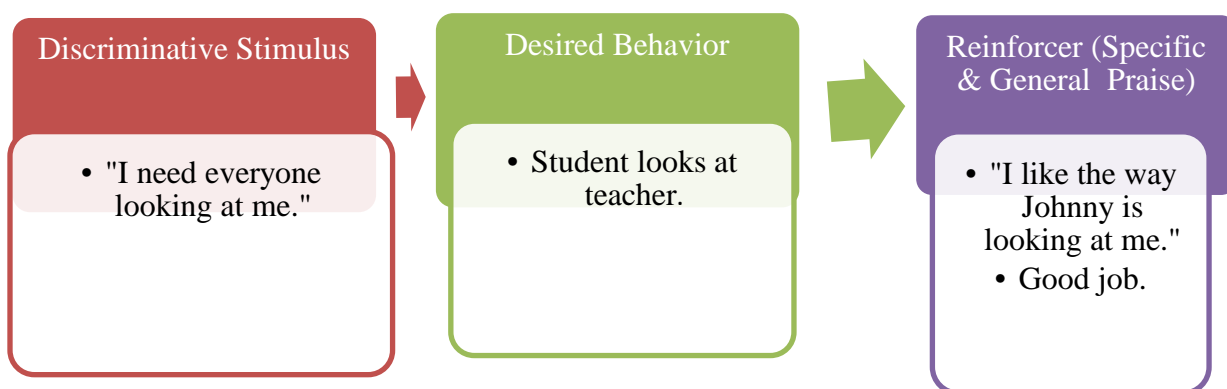 Discriminative Stimulus
• "I need everyone
looking at me."
Desired Behavior
• Student looks at
teacher.
Reinforcer (Specific
& General Praise)
• "I like the way
Johnny is
looking at me."
• Good job.